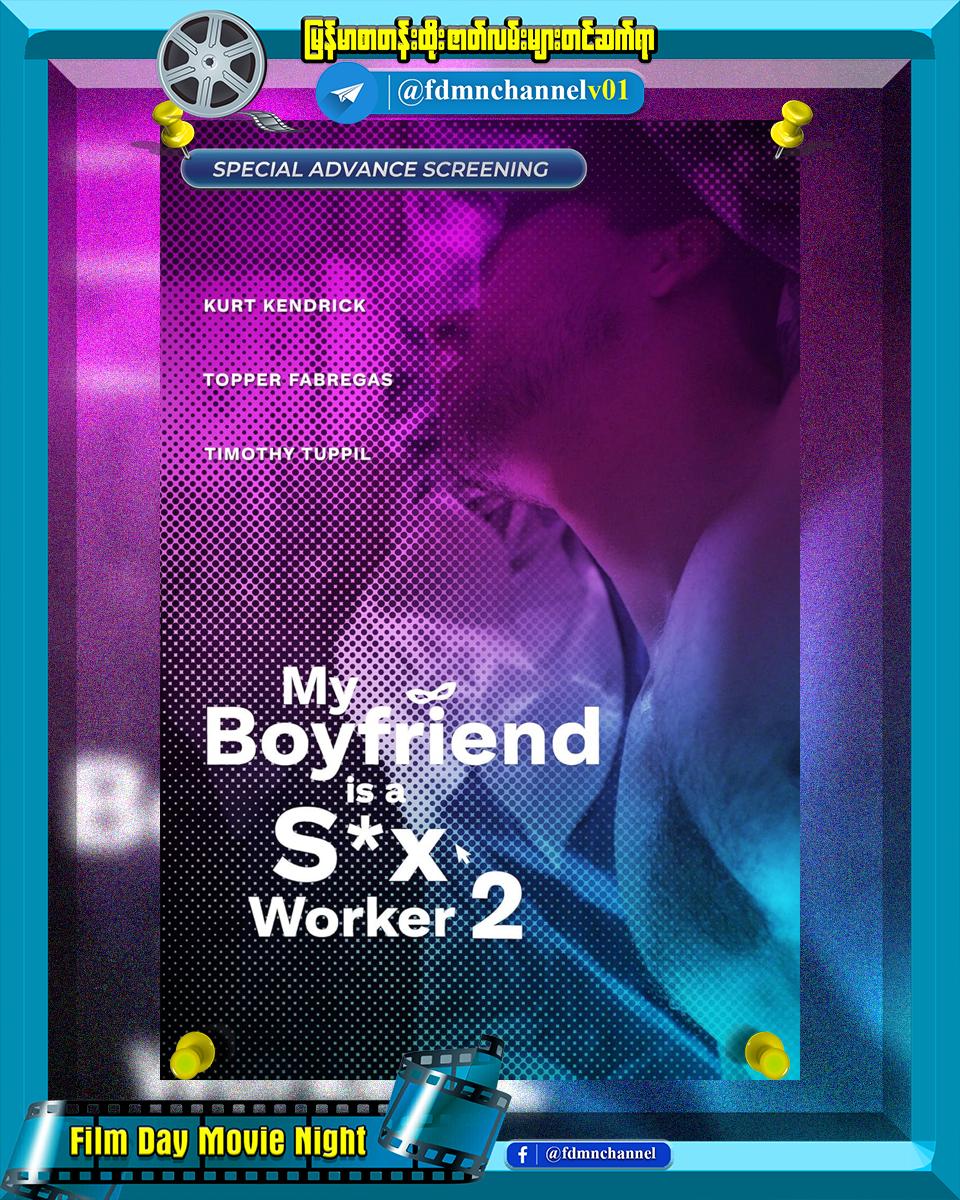 မြန်မာစာတန်းထိုးဇာတ်လမ်းများတင်ဆက်ရာ
@fdmnchannelv01
SPECIAL ADVANCE SCREENING
KURT KENDRICK
TOPPER FABREGAS
TIMOTHY TUPPIL
My
Boyfriend
is a
S*x
Worker 2
Film Day Movie Night
f @fdmnchannel